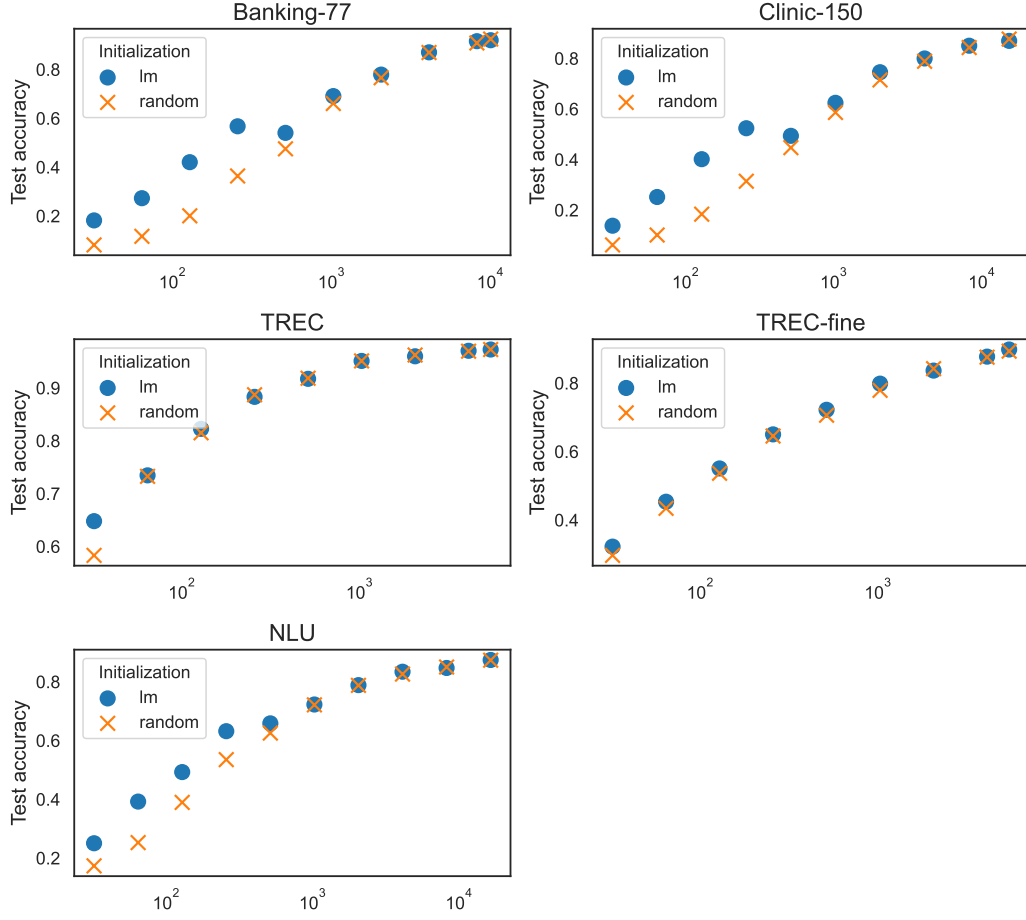 Banking-77
Test accuracy
0.8
0.6
0.4
0.2
Initialization
lm
random
10^2
10^3
10^4
Clinic-150
Test accuracy
0.8
0.6
0.4
0.2
Initialization
lm
random
10^2
10^3
10^4
TREC
Test accuracy
0.9
0.8
0.7
0.6
Initialization
lm
random
10^2
10^3
TREC-fine
Test accuracy
0.8
0.6
0.4
Initialization
lm
random
10^2
10^3
NLU
Test accuracy
0.8
0.6
0.4
0.2
Initialization
lm
random
10^2
10^3
10^4